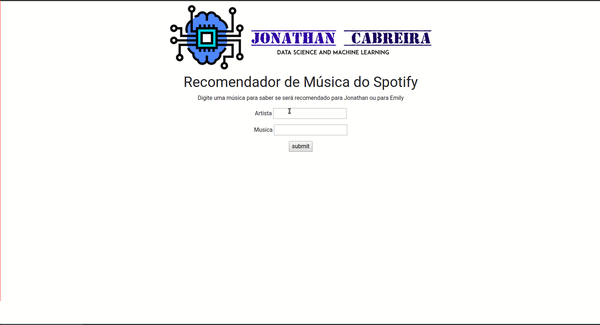 JONATHAN CABREIRA
DATA SCIENCE AND MACHINE LEARNING
Recomendador de Música do Spotify
Digite uma música para saber se será recomendado para Jonathan ou para Emily
Artista
Musica
submit